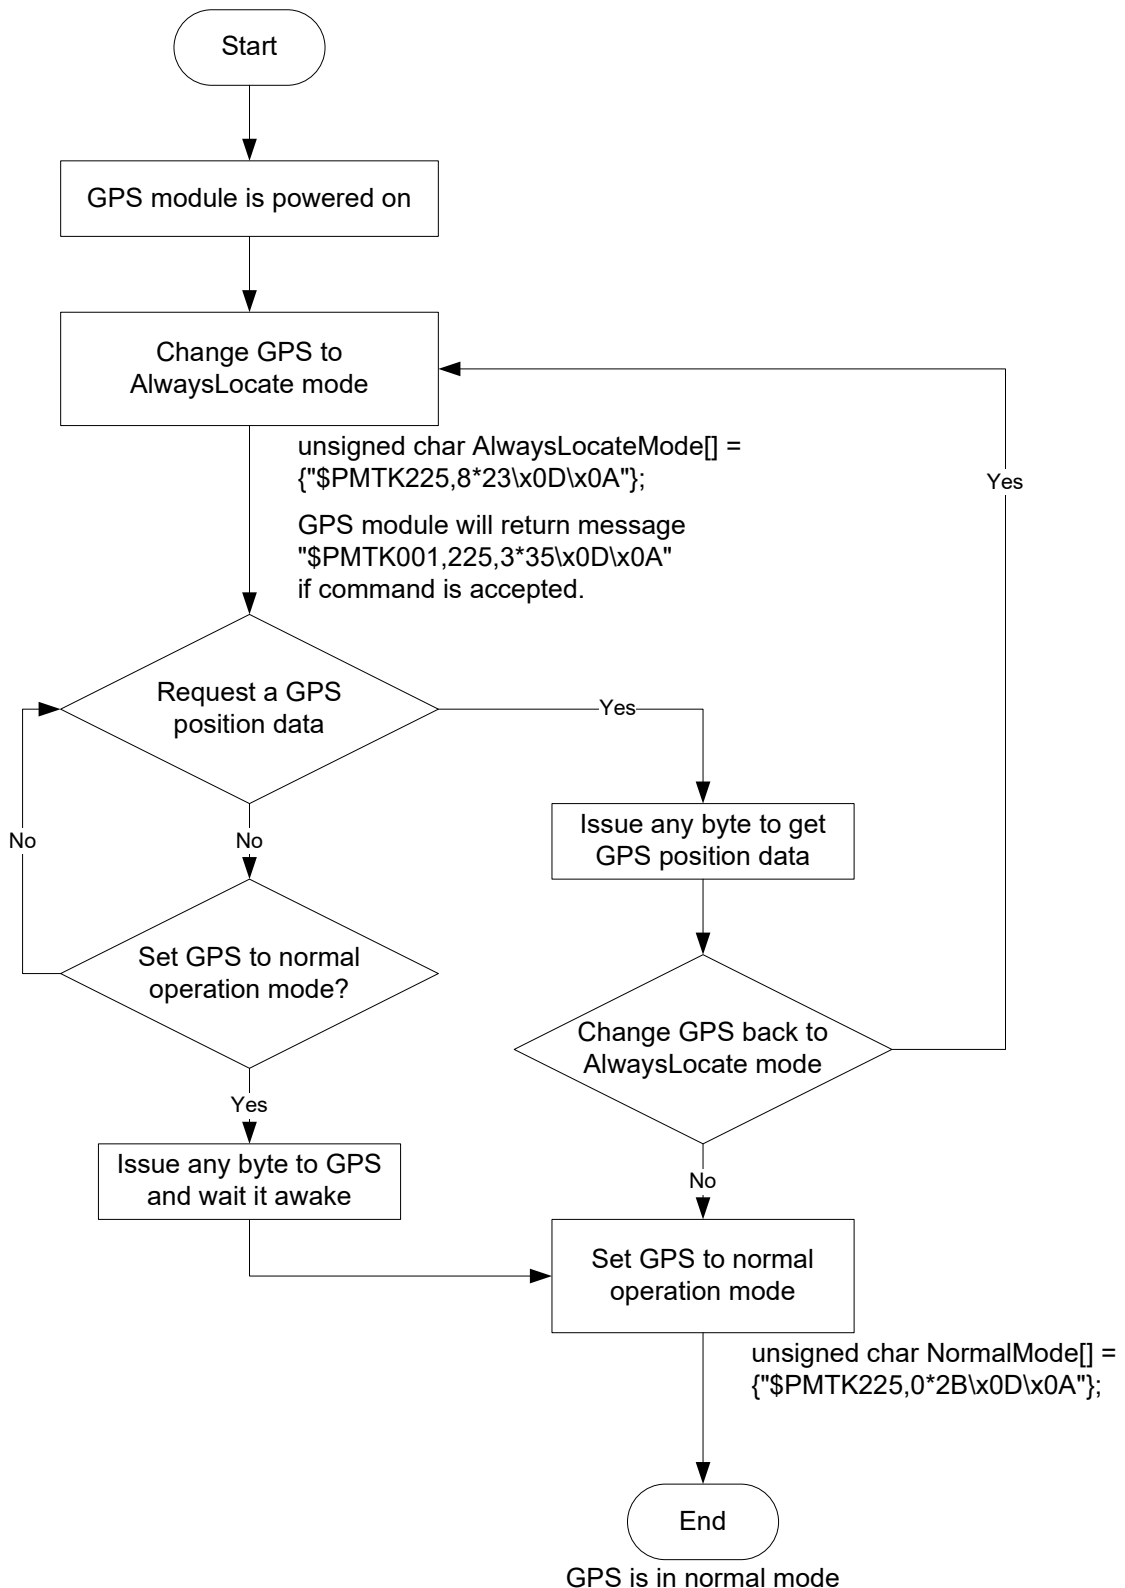 Start
GPS module is powered on
Change GPS to
AlwaysLocate mode
unsigned char AlwaysLocateMode[] =
{"$PMTK225,8*23\x0D\x0A"};
Yes
GPS module will return message
"$PMTK001,225,3*35\x0D\x0A"
if command is accepted.
Request a GPS
position data
Yes
No
No
Issue any byte to get
GPS position data
Set GPS to normal
operation mode?
Change GPS back to
AlwaysLocate mode
Yes
Issue any byte to GPS
and wait it awake
No
Set GPS to normal
operation mode
unsigned char NormalMode[] =
{"$PMTK225,0*2B\x0D\x0A"};
End
GPS is in normal mode